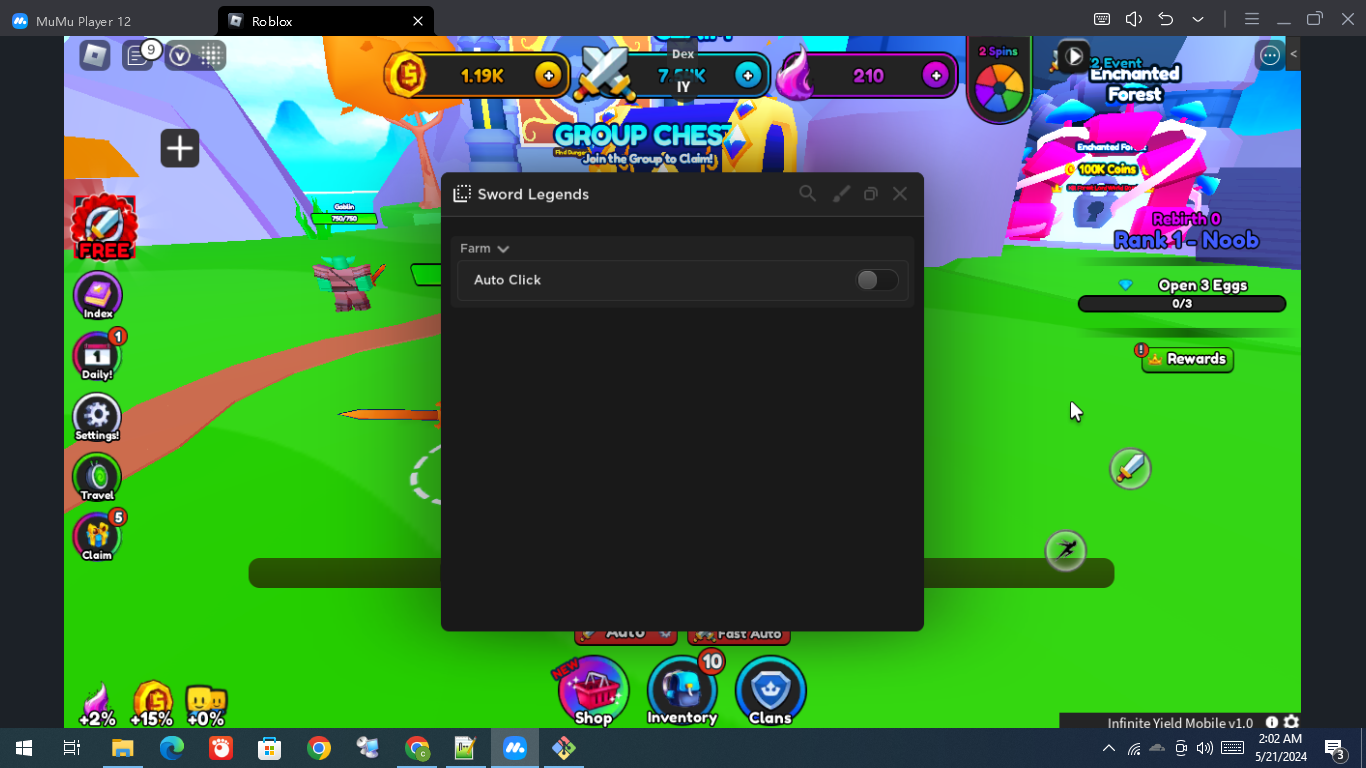 MuMu Player 12
Roblox
9
1.19K
Dex
IY
210
2 Spins
2 Event
Enchanted
Forest
GROUP CHEST
Join the Group to Claim!
100K Coins
Goblin
750/750
Rebirth 0
Rank 1 - Noob
FREE
Sword Legends
Farm
Auto Click
Index
Open 3 Eggs
0/3
1
1
Daily!
!
Rewards
Settings!
Travel
5
Claim
Auto
Fast Auto
NEW
10
Shop
Inventory
Clans
+2%
+15%
+0%
Infinite Yield Mobile v1.0
2:02 AM
5/21/2024
3